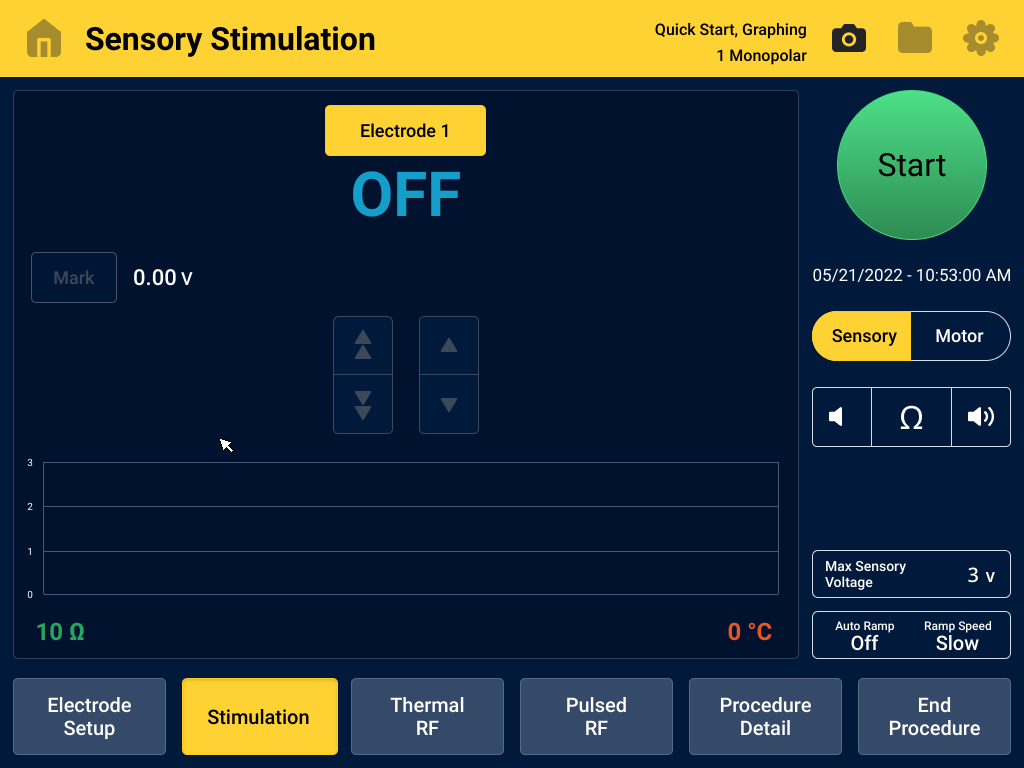 Sensory Stimulation
Quick Start, Graphing
1 Monopolar
Electrode 1
OFF
Start
Mark
0.00 V
05/21/2022 - 10:53:00 AM
Sensory
Motor
Ω
3
2
1
0
10 Ω
0 °C
Max Sensory
Voltage
3 v
Auto Ramp
Off
Ramp Speed
Slow
Electrode
Setup
Stimulation
Thermal
RF
Pulsed
RF
Procedure
Detail
End
Procedure